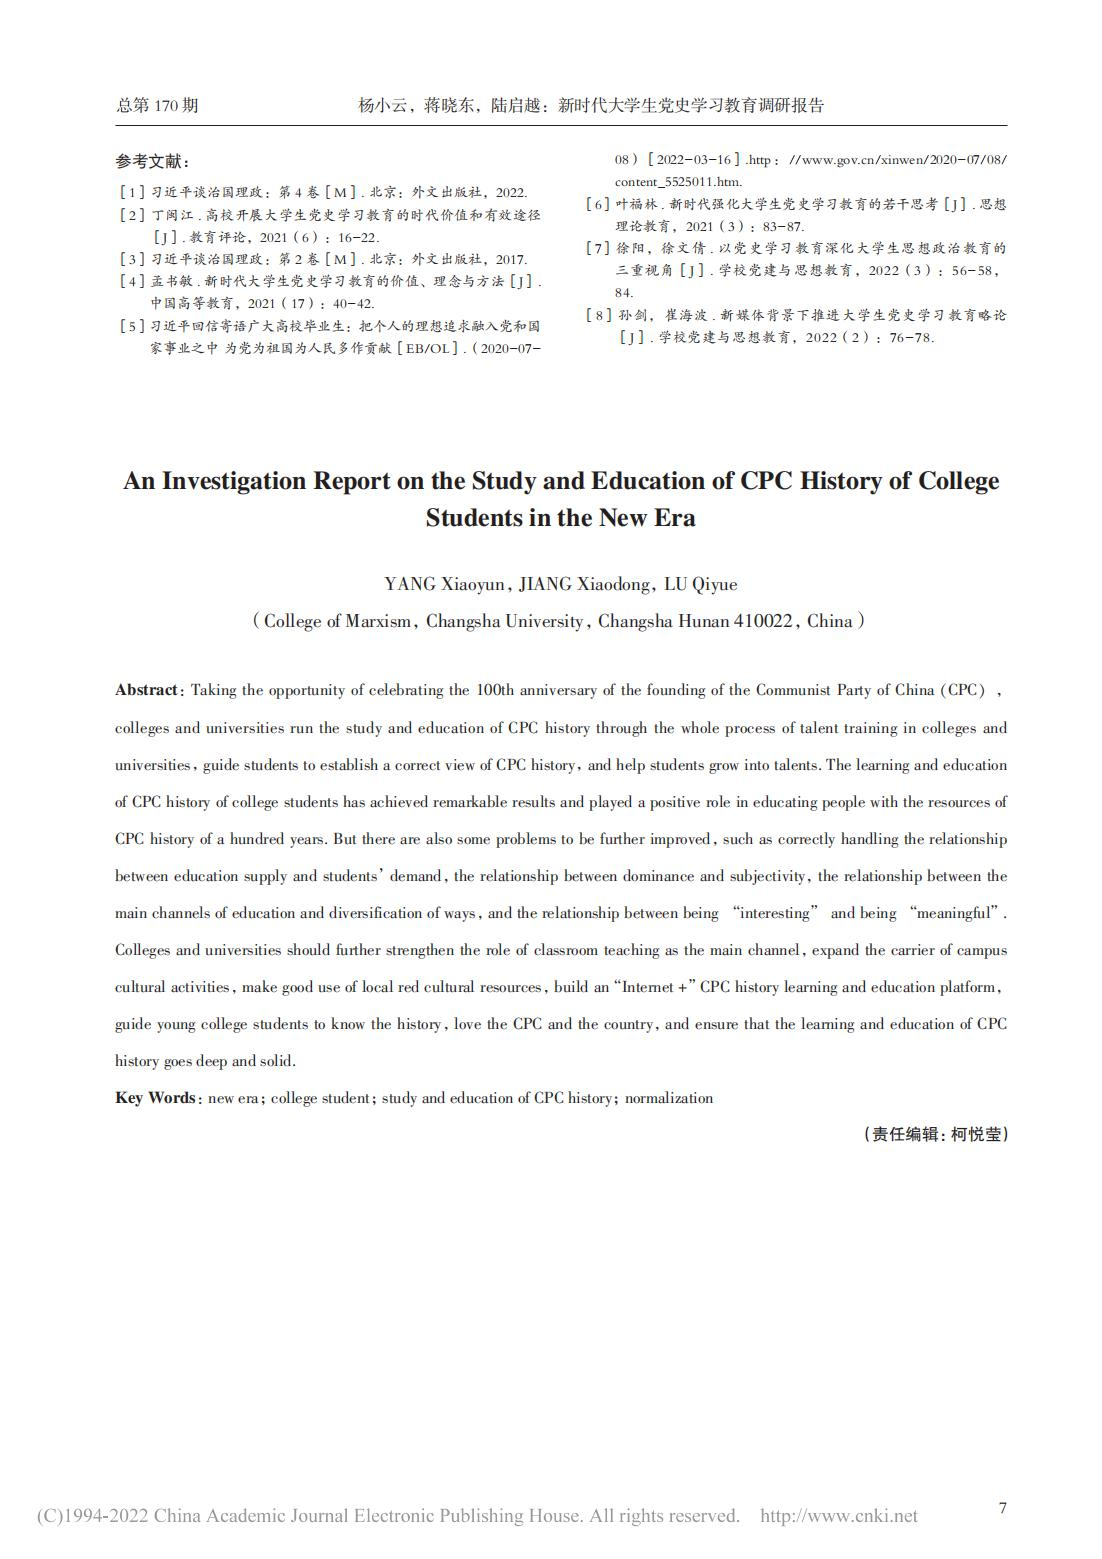 总第 170 期 杨小云，蒋晓东，陆启越：新时代大学生党史学习教育调研报告
参考文献：
［1］习近平谈治国理政：第 4 卷［M］. 北京：外文出版社，2022.
［2］丁闽江 . 高校开展大学生党史学习教育的时代价值和有效途径
［J］. 教育评论，2021（6）：16-22.
［3］习近平谈治国理政：第 2 卷［M］. 北京：外文出版社，2017.
［4］孟书敏 . 新时代大学生党史学习教育的价值、理念与方法［J］.
中国高等教育，2021（17）：40-42.
［5］习近平回信寄语广大高校毕业生：把个人的理想追求融入党和国
家事业之中 为党为祖国为人民多作贡献［EB/OL］.（2020-07-
08）［2022-03-16］.http：//www.gov.cn/xinwen/2020-07/08/
content_5525011.htm.
［6］叶福林 . 新时代强化大学生党史学习教育的若干思考［J］. 思想
理论教育，2021（3）：83-87.
［7］徐阳，徐文倩 . 以党史学习教育深化大学生思想政治教育的
三重视角［J］. 学校党建与思想教育，2022（3）：56-58，
84.
［8］孙剑，崔海波 . 新媒体背景下推进大学生党史学习教育略论
［J］. 学校党建与思想教育，2022（2）：76-78.
An Investigation Report on the Study and Education of CPC History of College
Students in the New Era
YANG Xiaoyun, JIANG Xiaodong, LU Qiyue
（College of Marxism, Changsha University, Changsha Hunan 410022, China）
Abstract: Taking the opportunity of celebrating the 100th anniversary of the founding of the Communist Party of China (CPC) ,
colleges and universities run the study and education of CPC history through the whole process of talent training in colleges and
universities, guide students to establish a correct view of CPC history, and help students grow into talents. The learning and education
of CPC history of college students has achieved remarkable results and played a positive role in educating people with the resources of
CPC history of a hundred years. But there are also some problems to be further improved, such as correctly handling the relationship
between education supply and students’ demand, the relationship between dominance and subjectivity, the relationship between the
main channels of education and diversification of ways, and the relationship between being “interesting” and being “meaningful”.
Colleges and universities should further strengthen the role of classroom teaching as the main channel, expand the carrier of campus
cultural activities, make good use of local red cultural resources, build an “Internet +” CPC history learning and education platform,
guide young college students to know the history, love the CPC and the country, and ensure that the learning and education of CPC
history goes deep and solid.
Key Words: new era; college student; study and education of CPC history; normalization
（责任编辑：柯悦莹）
7
(C)1994-2022 China Academic Journal Electronic Publishing House. All rights reserved. http://www.cnki.net